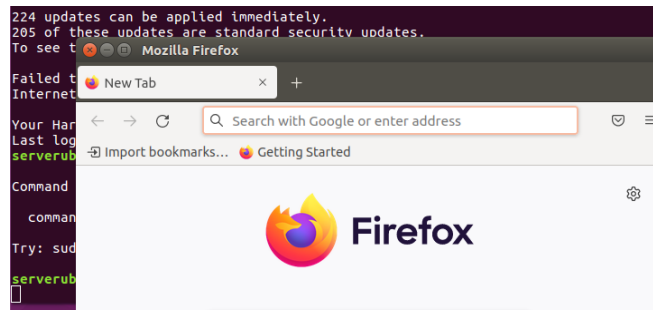 224 updates can be applied immediately.
205 of these updates are standard security updates.
To see t
Mozilla Firefox
Failed t
New Tab
Internet
Your Har
Search with Google or enter address
Last log
serverub
Import bookmarks... Getting Started
Command
comman
Firefox
Try: sud
serverub